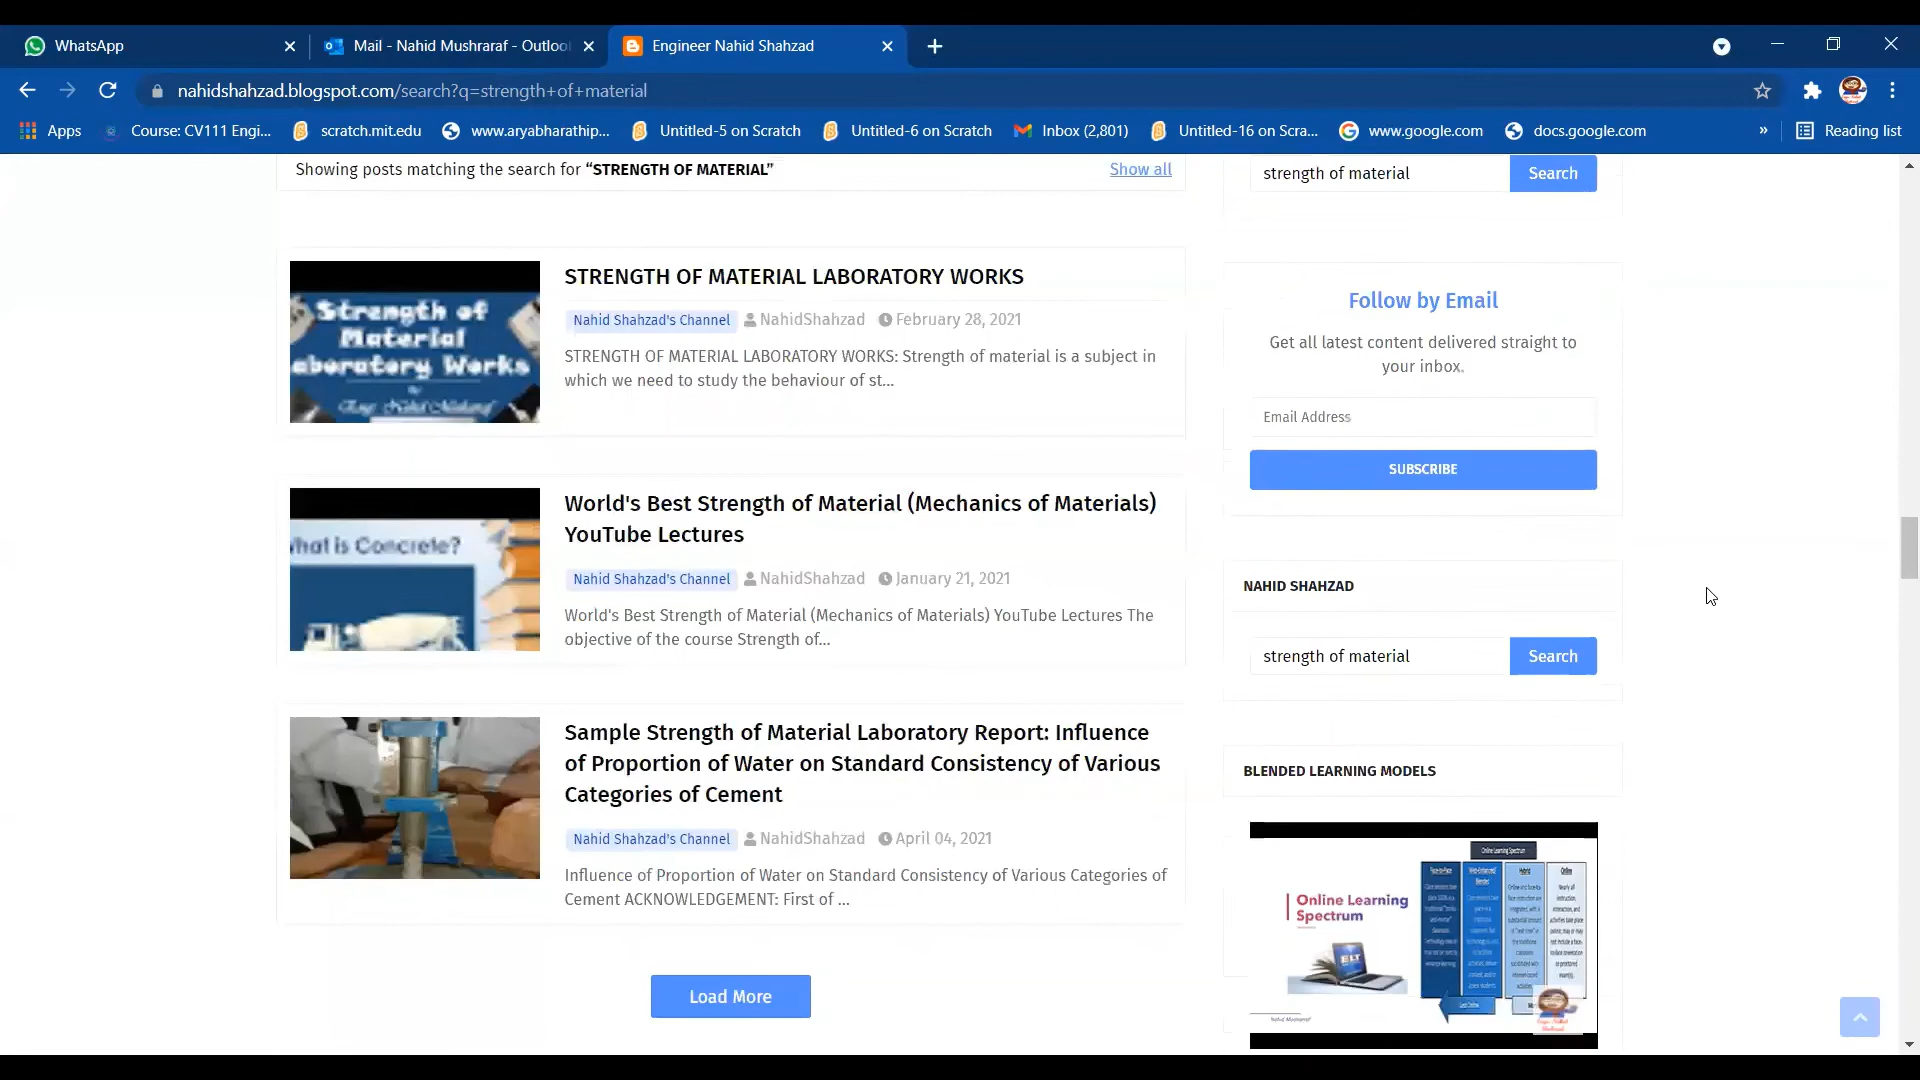 WhatsApp
Mail - Nahid Mushraraf - Outloo
Engineer Nahid Shahzad
nahidshahzad.blogspot.com/search?q=strength+of+material
Apps
Course: CV111 Engi...
scratch.mit.edu
www.aryabharathip...
Untitled-5 on Scratch
Untitled-6 on Scratch
Inbox (2,801)
Untitled-16 on Scra...
www.google.com
docs.google.com
»
Reading list
Showing posts matching the search for “STRENGTH OF MATERIAL”
Show all
STRENGTH OF MATERIAL LABORATORY WORKS
Nahid Shahzad's Channel NahidShahzad February 28, 2021
STRENGTH OF MATERIAL LABORATORY WORKS: Strength of material is a subject in
which we need to study the behaviour of st...
Strength of
Material
aboratory Works
World's Best Strength of Material (Mechanics of Materials)
YouTube Lectures
Nahid Shahzad's Channel NahidShahzad January 21, 2021
World's Best Strength of Material (Mechanics of Materials) YouTube Lectures The
objective of the course Strength of...
hat is Concrete?
Sample Strength of Material Laboratory Report: Influence
of Proportion of Water on Standard Consistency of Various
Categories of Cement
Nahid Shahzad's Channel NahidShahzad April 04, 2021
Influence of Proportion of Water on Standard Consistency of Various Categories of
Cement ACKNOWLEDGEMENT: First of ...
Load More
strength of material
Search
Follow by Email
Get all latest content delivered straight to
your inbox.
Email Address
SUBSCRIBE
NAHID SHAHZAD
strength of material
Search
BLENDED LEARNING MODELS
Online Learning Spectrum
Online Learning
Spectrum